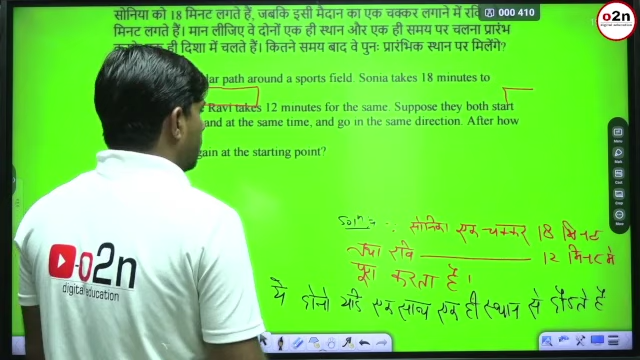 सोनिया को 18 मिनट लगते हैं, जबकि इसी मैदान का एक चक्कर लगाने में रवि
मिनट लगते हैं। मान लीजिए वे दोनों एक ही स्थान और एक ही समय पर चलना प्रारंभ
ही दिशा में चलते हैं। कितने समय बाद वे पुनः प्रारंभिक स्थान पर मिलेंगे?
000 410
o2n
path around a sports field. Sonia takes 18 minutes to
Ravi takes 12 minutes for the same. Suppose they both start
and at the same time, and go in the same direction. After how
at the starting point?
सोनिया एक चक्कर 18 मिनट
तथा रवि 12 मिनट में
पूरा करता है।
ये दोनों यदि एक साथ एक ही स्थान से दौड़ते हैं
o2n
digital education